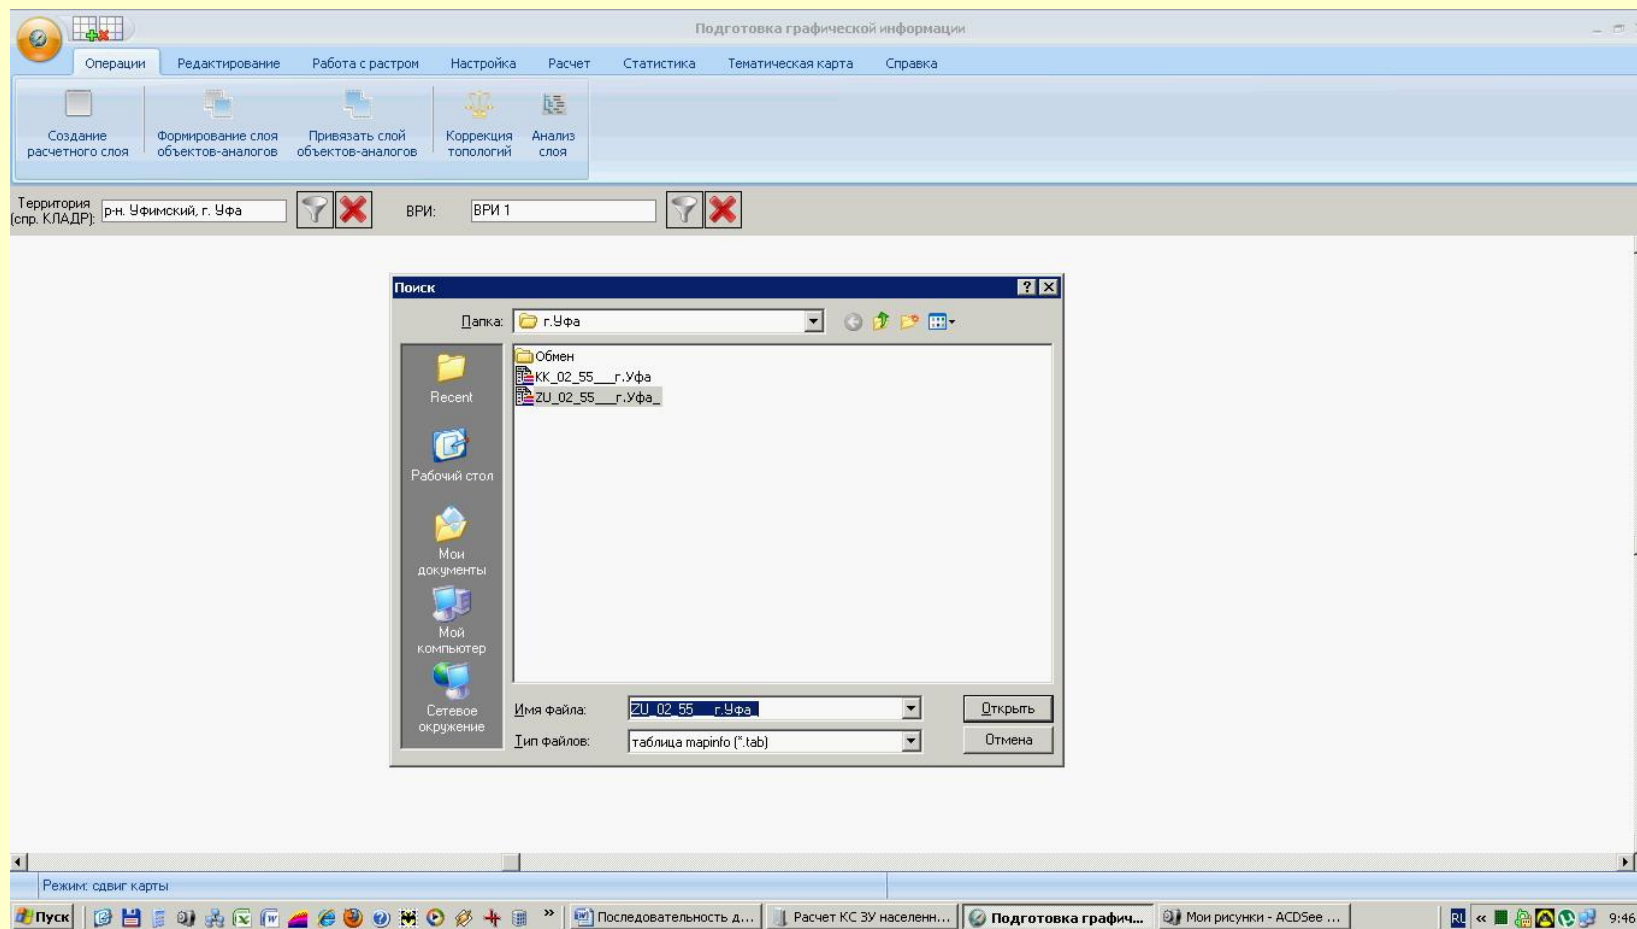 Подготовка графической информации
Операции Редактирование Работа с растром Настройка Расчет Статистика Тематическая карта Справка
Создание расчетного слоя
Формирование слоя объектов-аналогов
Привязать слой объектов-аналогов
Коррекция топологий
Анализ слоя
Территория (спр. КЛАДР): р-н. Уфимский, г. Уфа ВРИ: ВРИ 1
Поиск
Папка: г.Уфа
Recent
Рабочий стол
Мои документы
Мой компьютер
Сетевое окружение
Обмен
KK_02_55___г.Уфа
ZU_02_55___г.Уфа_
Имя файла: ZU_02_55___г.Уфа_ Открыть
Тип файлов: таблица mapinfo (*.tab) Отмена
Режим: сдвиг карты
Пуск » Последовательность д... Расчет КС ЗУ населенн... Подготовка графич... Мои рисунки - ACDSee ... RU « 9:46